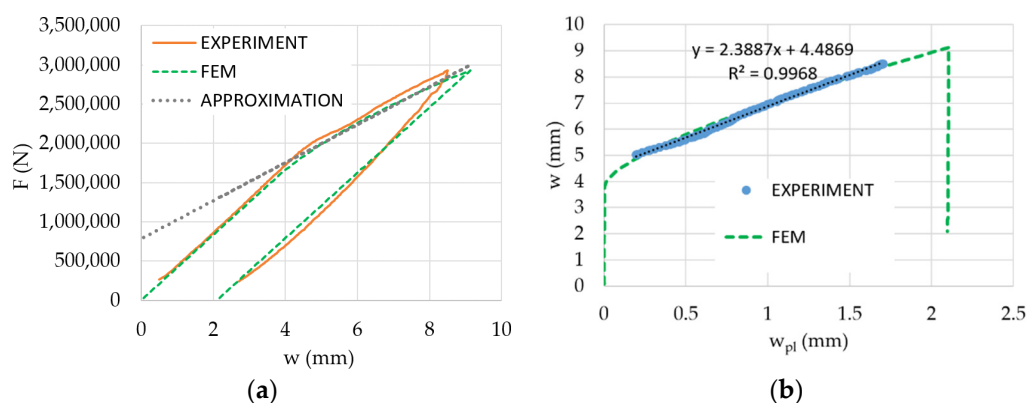 3,500,000
3,000,000
2,500,000
2,000,000
1,500,000
1,000,000
500,000
0
F (N)
EXPERIMENT
FEM
APPROXIMATION
0 2 4 6 8 10
w (mm)
(a)
10
9
8
7
6
5
4
3
2
1
0
w (mm)
y = 2.3887x + 4.4869
R² = 0.9968
EXPERIMENT
FEM
0 0.5 1.0 1.5 2 2.5
wpl (mm)
(b)